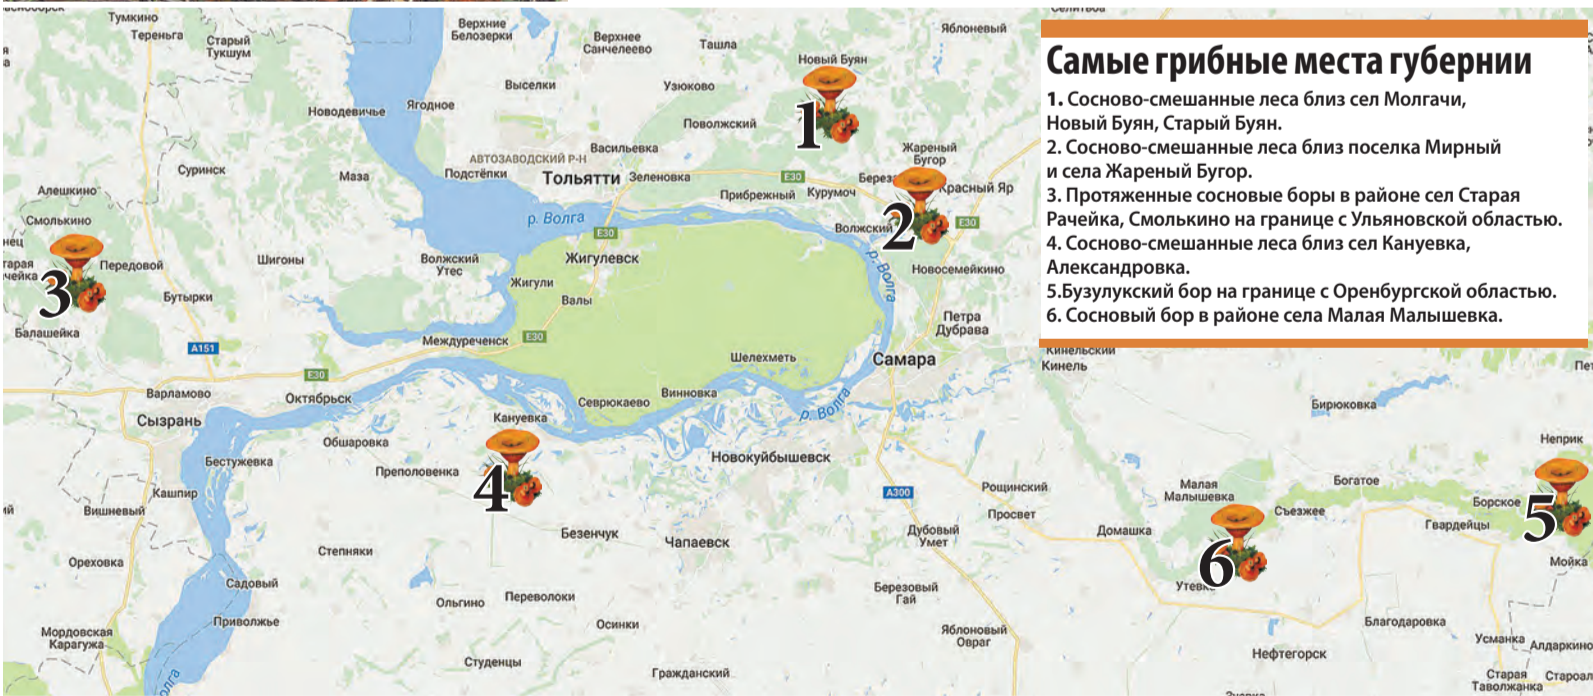 Тумкино
Тереньга
Старый
Тукшум
Верхние
Белозерки
Верхнее
Санчелеево
Ташла
Яблоневый
Новый Буян
Выселки
Узюково
Новодевичье
Ягодное
Поволжский
1
Васильевка
Жареный
Бугор
АВТОЗАВОДСКИЙ Р-Н
Подстёпки
Тольятти
Зеленовка
E30
Прибрежный
Курумоч
Красный Яр
Суринск
Маза
Алешкино
Смолькино
р. Волга
E30
Волжский
2
E30
Передовой
Шигоны
Волжский
Утес
Жигулевск
р. Волга
Новосемейкино
3
Бутырки
Жигули
Валы
Балашейка
A151
Междуреченск
E30
Петра
Дубрава
Шелехметь
Самара
E30
Варламово
Октябрьск
Севрюкаево
Винновка
р. Волга
Сызрань
Кануевка
Обшаровка
Бестужевка
Преполовенка
4
Новокуйбышевск
Кашпир
Вишневый
Безенчук
Чапаевск
A300
Рощинский
Просвет
Дубовый
Умет
Домашка
Степняки
Ореховка
Садовый
Ольгино
Переволоки
Березовый
Гай
Приволжье
Осинки
Мордовская
Карагужа
Студенцы
Гражданский
Яблоновый
Овраг
Самые грибные места губернии
1. Сосново-смешанные леса близ сел Молгачи,
Новый Буян, Старый Буян.
2. Сосново-смешанные леса близ поселка Мирный
и села Жареный Бугор.
3. Протяженные сосновые боры в районе сел Старая
Рачейка, Смолькино на границе с Ульяновской областью.
4. Сосново-смешанные леса близ сел Кануевка,
Александровка.
5.Бузулукский бор на границе с Оренбургской областью.
6. Сосновый бор в районе села Малая Малышевка.
Кинельский
Кинель
Бирюковка
Неприк
Малая
Малышевка
Богатое
Съезжее
Борское
Гвардейцы
5
6
Мойка
Утевка
Благодаровка
Нефтегорск
Усманка
Алдаркино
Старая
Таволжанка